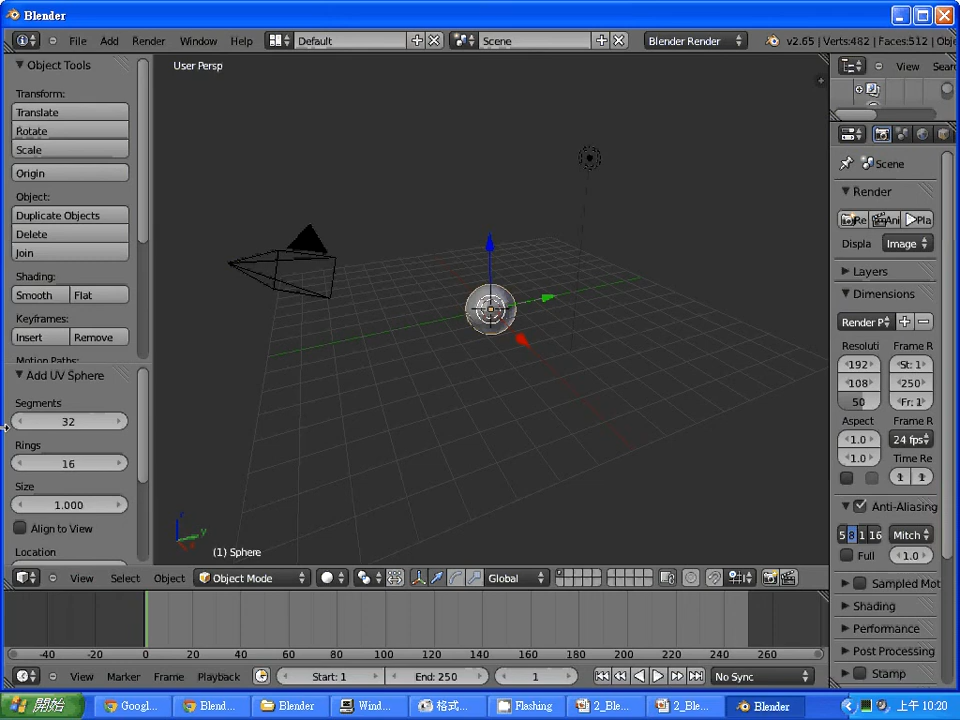 Blender
File Add Render Window Help Default Scene Blender Render v2.65 | Verts:482 | Faces:512 | Obje
Object Tools
Transform:
Translate
Rotate
Scale
Origin
Object:
Duplicate Objects
Delete
Join
Shading:
Smooth Flat
Keyframes:
Insert Remove
Motion Paths:
Add UV Sphere
Segments
32
Rings
16
Size
1.000
Align to View
Location
User Persp
z
y
(1) Sphere
View Select Object Object Mode Global
View Sear
Scene
Render
Re Ani Pla
Displa Image
Layers
Dimensions
Render P
Resoluti Frame R
192 St: 1
108 250
50 Fr: 1
Aspect Frame R
1.0 24 fps
1.0 Time Re
1 1
Anti-Aliasing
5 8 1 16 Mitch
Full 1.0
Sampled Mot
Shading
Performance
Post Processing
Stamp
-40 -20 0 20 40 60 80 100 120 140 160 180 200 220 240 260
View Marker Frame Playback Start: 1 End: 250 1 No Sync
開始 Googl... Blend... Blender Wind... 格式... Flashing 2_Ble... 2_Ble... Blender 上午 10:20